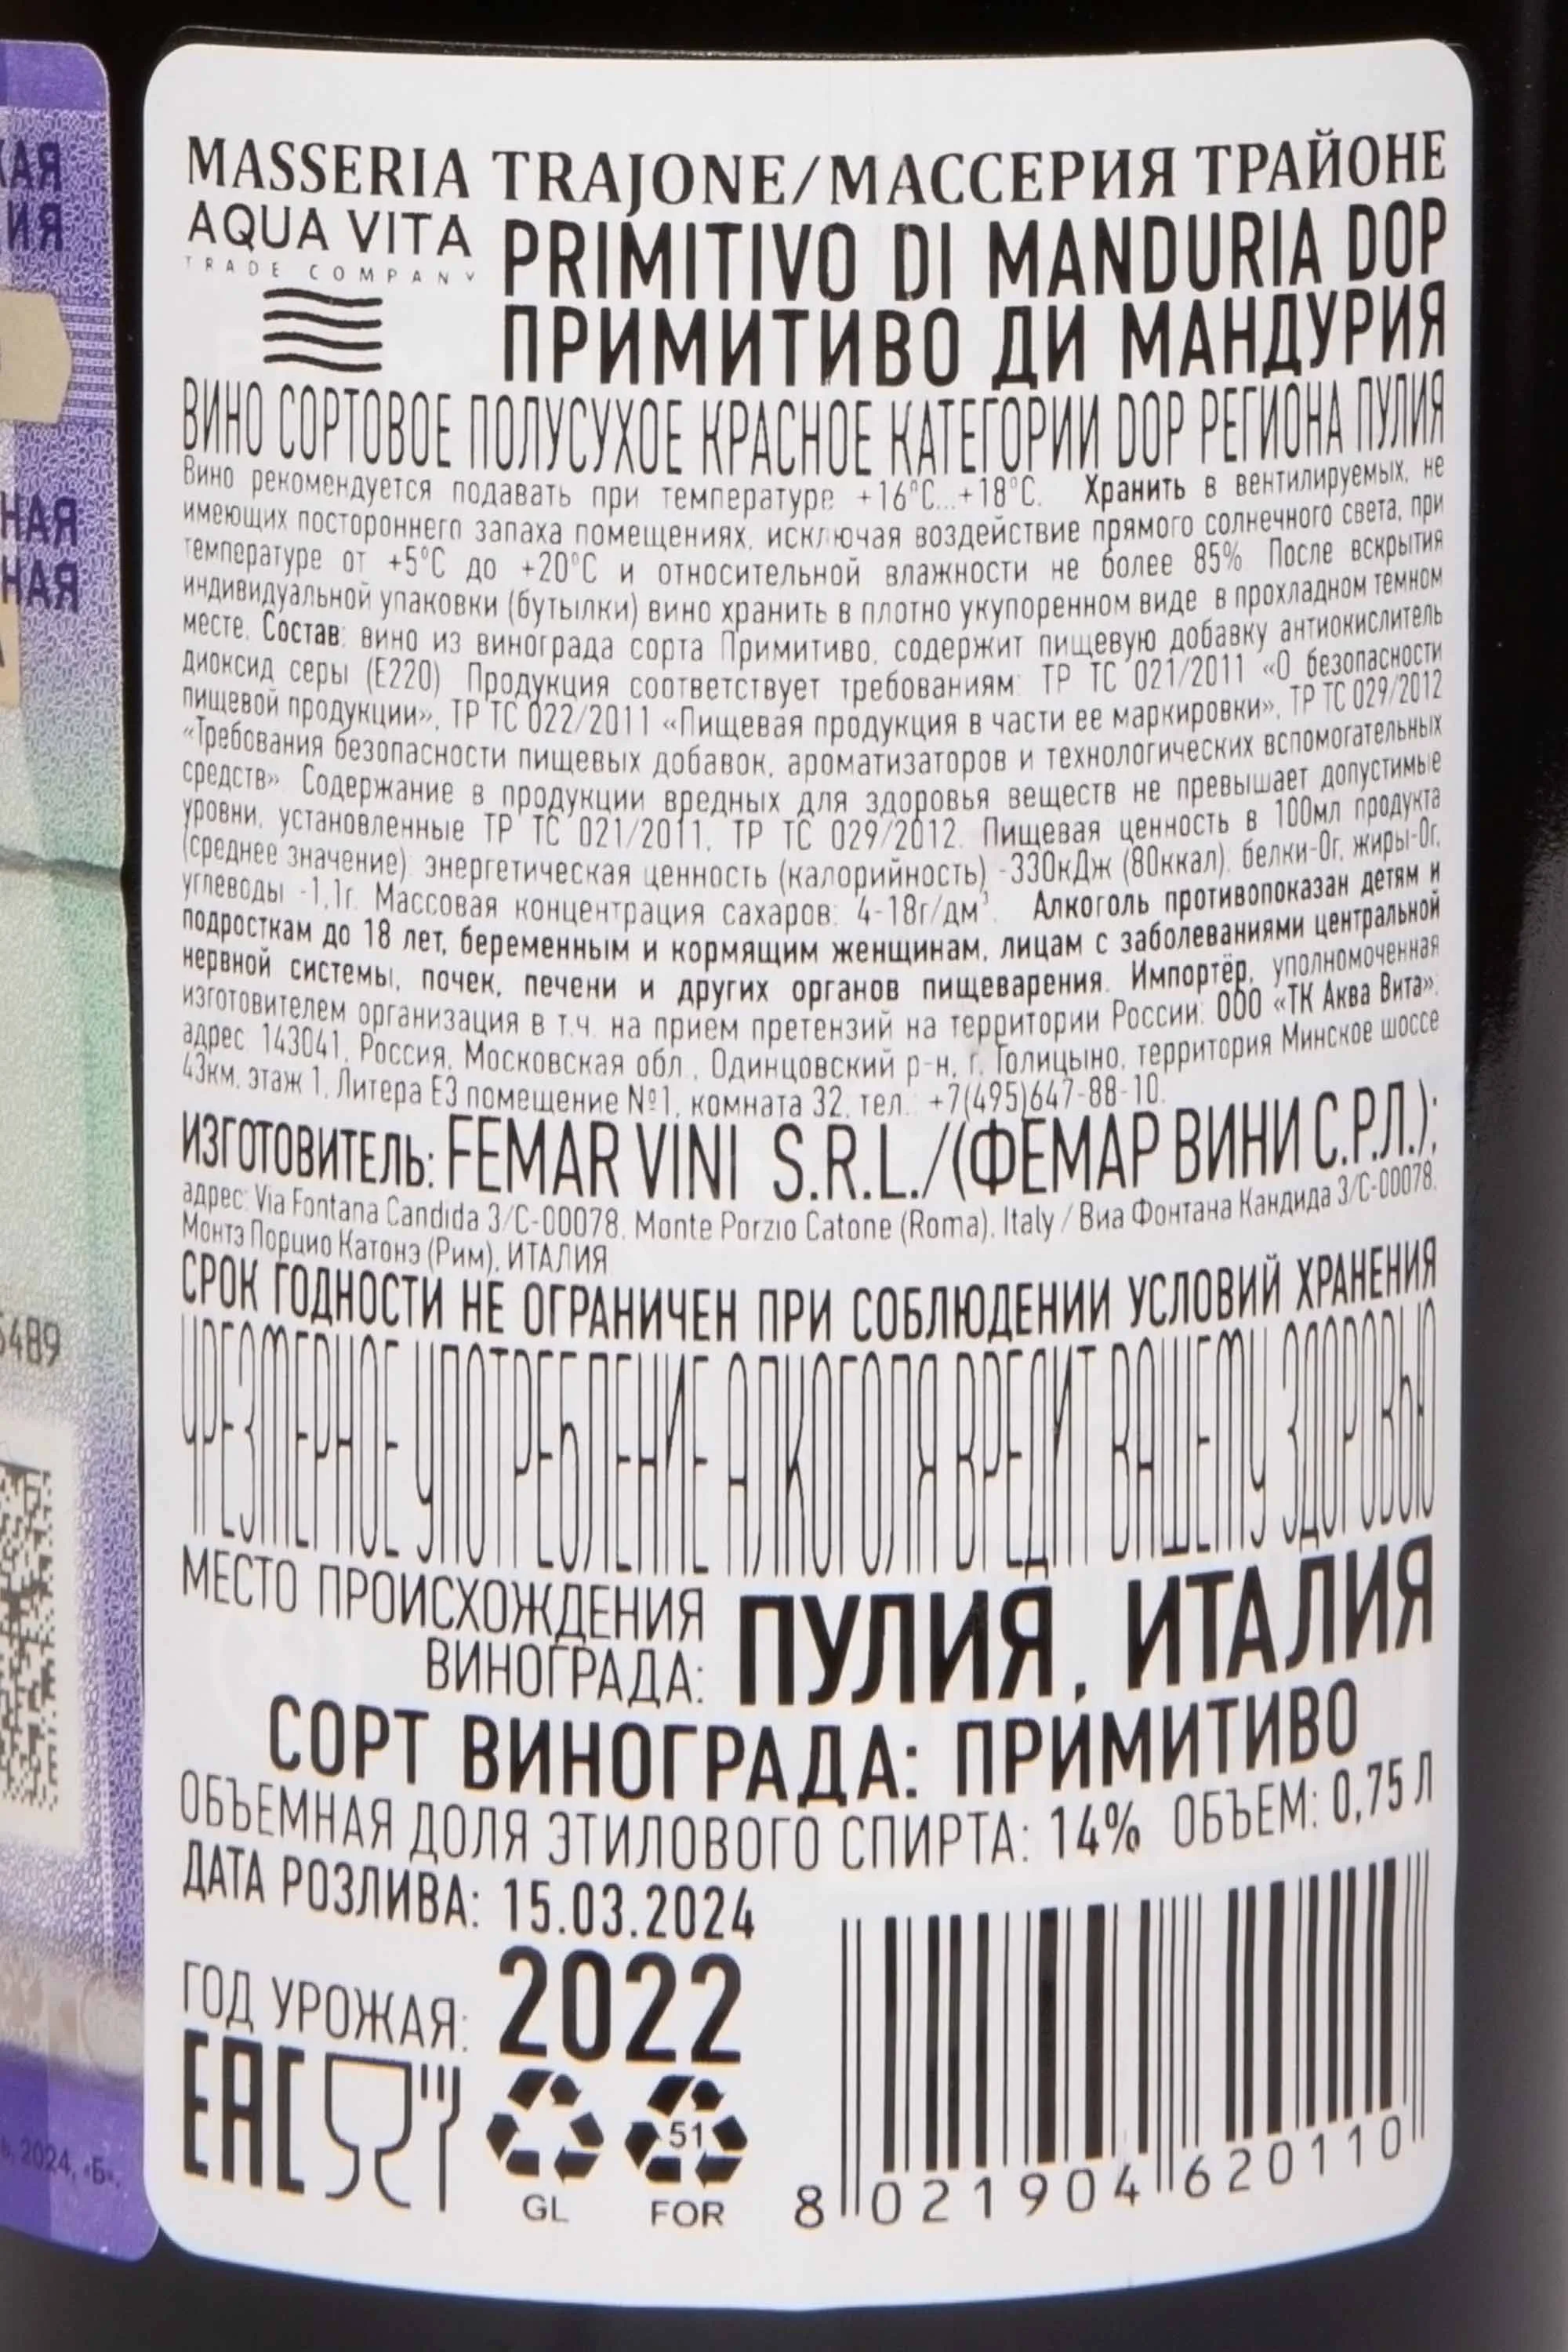 MASSERIA TRAJONE/МАССЕРИЯ ТРАЙОНЕ
AQUA VITA
TRADE COMPANY
PRIMITIVO DI MANDURIA DOP
ПРИМИТИВО ДИ МАНДУРИЯ
ВИНО СОРТОВОЕ ПОЛУСУХОЕ КРАСНОЕ КАТЕГОРИИ DOP РЕГИОНА ПУЛИЯ
Вино рекомендуется подавать при температуре +16°С...+18°С. Хранить в вентилируемых, не
имеющих постороннего запаха помещениях, исключая воздействие прямого солнечного света, при
температуре от +5°С до +20°С и относительной влажности не более 85%. После вскрытия
индивидуальной упаковки (бутылки) вино хранить в плотно укупоренном виде в прохладном темном
месте. Состав: вино из винограда сорта Примитиво, содержит пищевую добавку антиокислитель
диоксид серы (Е220). Продукция соответствует требованиям: ТР ТС 021/2011 «О безопасности
пищевой продукции», ТР ТС 022/2011 «Пищевая продукция в части ее маркировки», ТР ТС 029/2012
«Требования безопасности пищевых добавок, ароматизаторов и технологических вспомогательных
средств» Содержание в продукции вредных для здоровья веществ не превышает допустимые
уровни, установленные ТР ТС 021/2011, ТР ТС 029/2012. Пищевая ценность в 100мл продукта
(среднее значение): энергетическая ценность (калорийность) -330кДж (80ккал), белки-0г, жиры-0г,
углеводы -1,1г. Массовая концентрация сахаров: 4-18г/дм³. Алкоголь противопоказан детям и
подросткам до 18 лет, беременным и кормящим женщинам, лицам с заболеваниями центральной
нервной системы, почек, печени и других органов пищеварения. Импортёр, уполномоченная
изготовителем организация в т.ч. на прием претензий на территории России: ООО «ТК Аква Вита»,
адрес: 143041, Россия, Московская обл., Одинцовский р-н, г. Голицыно, территория Минское шоссе
43км, этаж 1, Литера Е3 помещение №1, комната 32, тел.: +7(495)647-88-10.
ИЗГОТОВИТЕЛЬ: FEMAR VINI S.R.L./(ФЕМАР ВИНИ С.Р.Л.);
адрес: Via Fontana Candida 3/C-00078, Monte Porzio Catone (Roma), Italy / Виа Фонтана Кандида 3/С-00078,
Монтэ Порцио Катонэ (Рим), ИТАЛИЯ
СРОК ГОДНОСТИ НЕ ОГРАНИЧЕН ПРИ СОБЛЮДЕНИИ УСЛОВИЙ ХРАНЕНИЯ
ЧРЕЗМЕРНОЕ УПОТРЕБЛЕНИЕ АЛКОГОЛЯ ВРЕДИТ ВАШЕМУ ЗДОРОВЬЮ
МЕСТО ПРОИСХОЖДЕНИЯ
ВИНОГРАДА: ПУЛИЯ, ИТАЛИЯ
СОРТ ВИНОГРАДА: ПРИМИТИВО
ОБЪЕМНАЯ ДОЛЯ ЭТИЛОВОГО СПИРТА: 14% ОБЪЕМ: 0,75 Л
ДАТА РОЗЛИВА: 15.03.2024
ГОД УРОЖАЯ: 2022
EAC
51
GL FOR
8 021904 620110
АЯ
ИЯ
НАЯ
НАЯ
5489
2024, «Б».